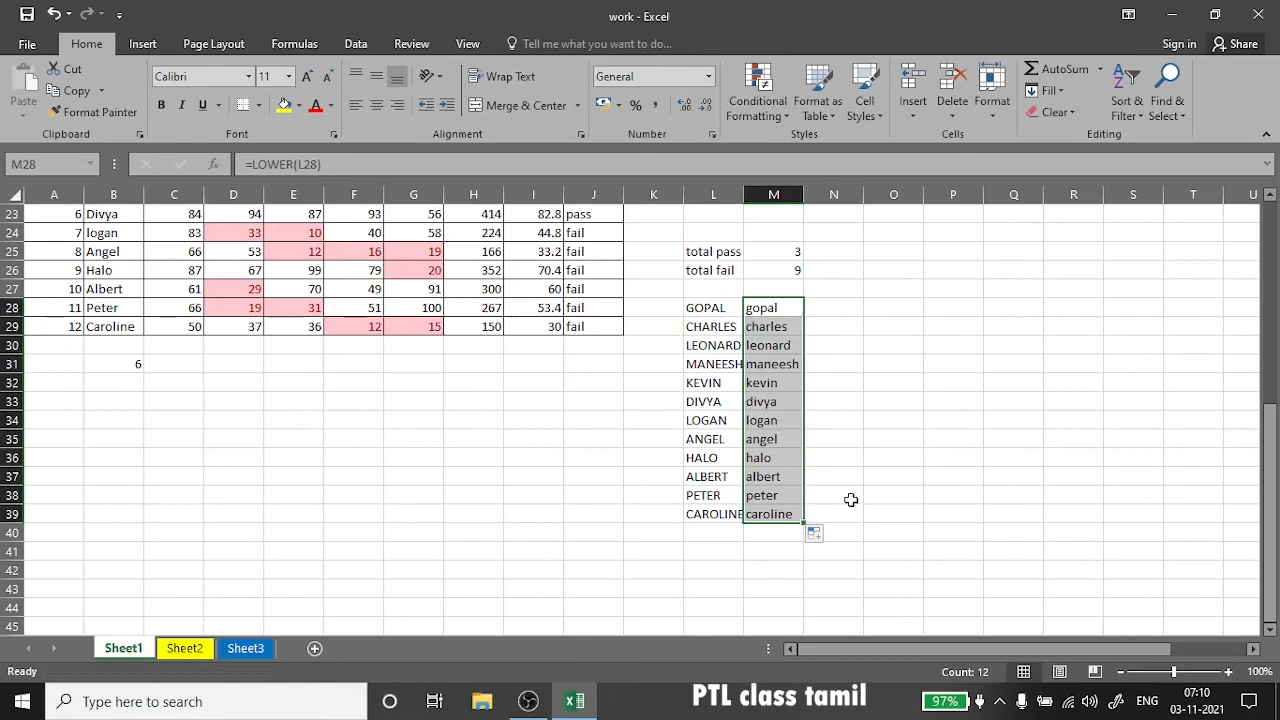 work - Excel
File Home Insert Page Layout Formulas Data Review View Tell me what you want to do... Sign in Share
Paste Cut Copy Format Painter Clipboard
Calibri 11 B I U Font
Wrap Text Merge & Center Alignment
General % , Number
Conditional Formatting Format as Table Cell Styles Styles
Insert Delete Format Cells
AutoSum Fill Clear Sort & Filter Find & Select Editing
M28 fx =LOWER(L28)
A B C D E F G H I J K L M N O P Q R S T U
23 6 Divya 84 94 87 93 56 414 82.8 pass
24 7 logan 83 33 10 40 58 224 44.8 fail
25 8 Angel 66 53 12 16 19 166 33.2 fail total pass 3
26 9 Halo 87 67 99 79 20 352 70.4 fail total fail 9
27 10 Albert 61 29 70 49 91 300 60 fail
28 11 Peter 66 19 31 51 100 267 53.4 fail GOPAL gopal
29 12 Caroline 50 37 36 12 15 150 30 fail CHARLES charles
30 LEONARD leonard
31 6 MANEESH maneesh
32 KEVIN kevin
33 DIVYA divya
34 LOGAN logan
35 ANGEL angel
36 HALO halo
37 ALBERT albert
38 PETER peter
39 CAROLINE caroline
40
41
42
43
44
45
Sheet1 Sheet2 Sheet3
Ready Count: 12 100%
Type here to search PTL class tamil 97% ENG 07:10
03-11-2021